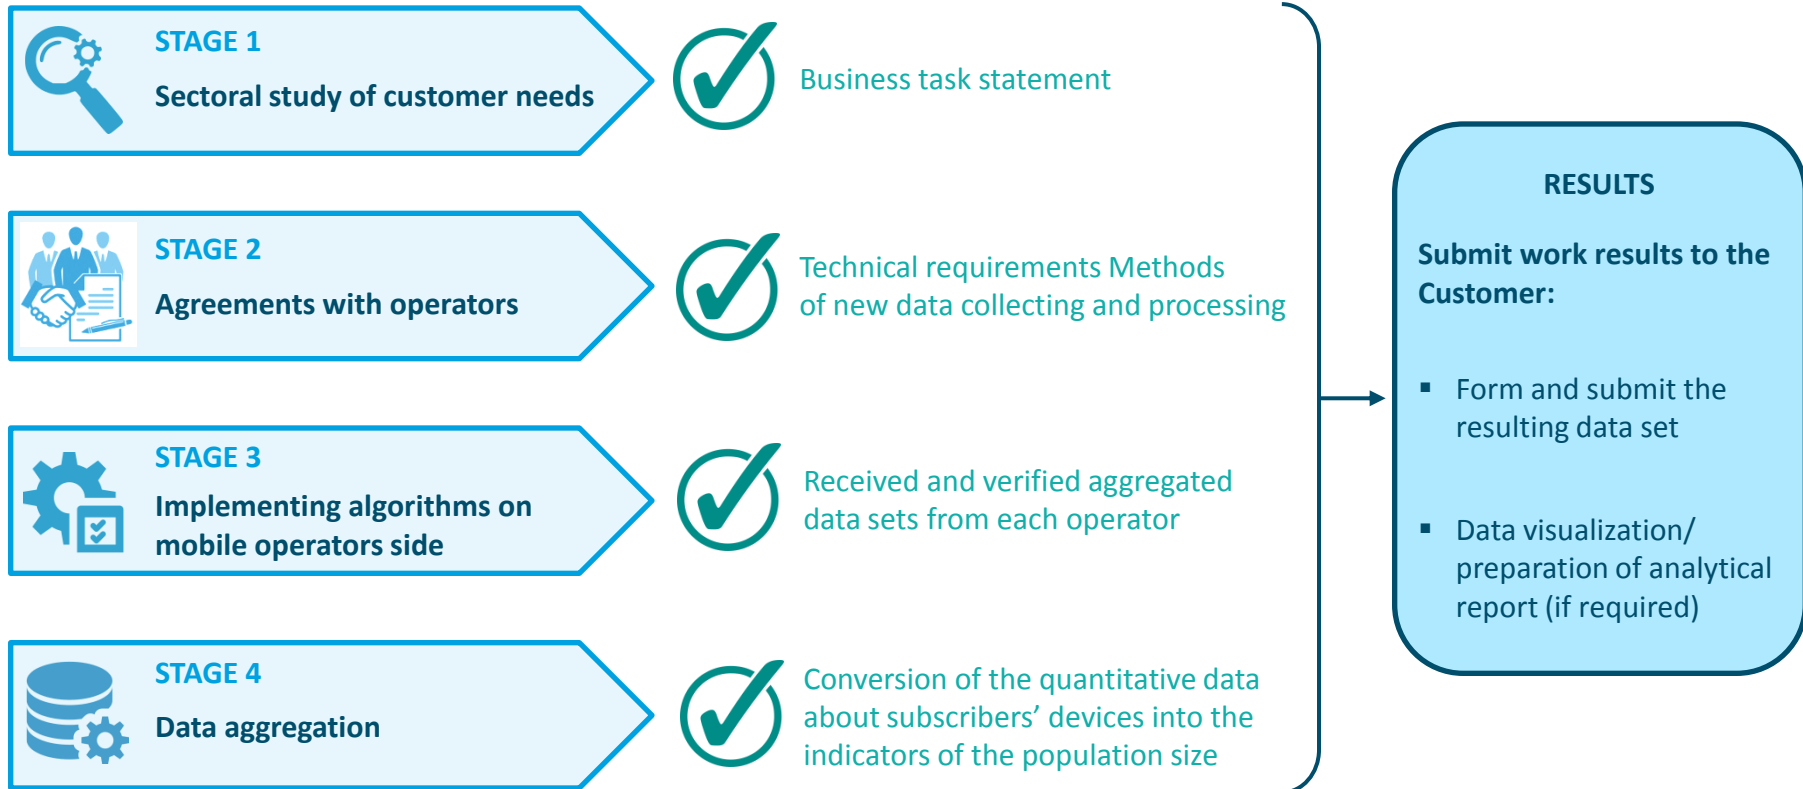 STAGE 1
Sectoral study of customer needs
Business task statement
STAGE 2
Agreements with operators
Technical requirements Methods
of new data collecting and processing
STAGE 3
Implementing algorithms on
mobile operators side
Received and verified aggregated
data sets from each operator
STAGE 4
Data aggregation
Conversion of the quantitative data
about subscribers’ devices into the
indicators of the population size
RESULTS
Submit work results to the
Customer:
▪ Form and submit the
resulting data set
▪ Data visualization/
preparation of analytical
report (if required)